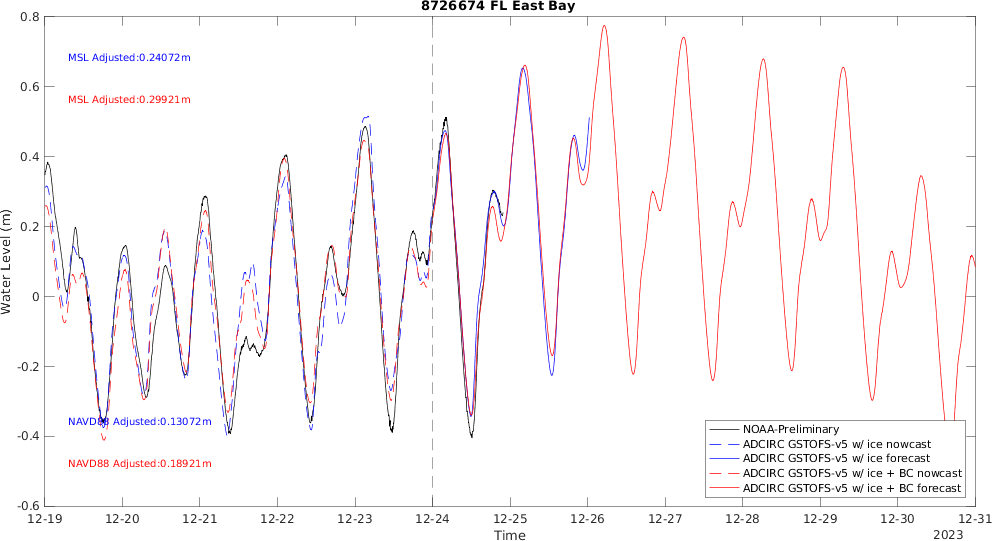 8726674 FL East Bay
MSL Adjusted:0.24072m
MSL Adjusted:0.29921m
NAVD88 Adjusted:0.13072m
NAVD88 Adjusted:0.18921m
Water Level (m)
0.8
0.6
0.4
0.2
0
-0.2
-0.4
-0.6
NOAA-Preliminary
ADCIRC GSTOFS-v5 w/ ice nowcast
ADCIRC GSTOFS-v5 w/ ice forecast
ADCIRC GSTOFS-v5 w/ ice + BC nowcast
ADCIRC GSTOFS-v5 w/ ice + BC forecast
12-19 12-20 12-21 12-22 12-23 12-24 12-25 12-26 12-27 12-28 12-29 12-30 12-31
Time
2023